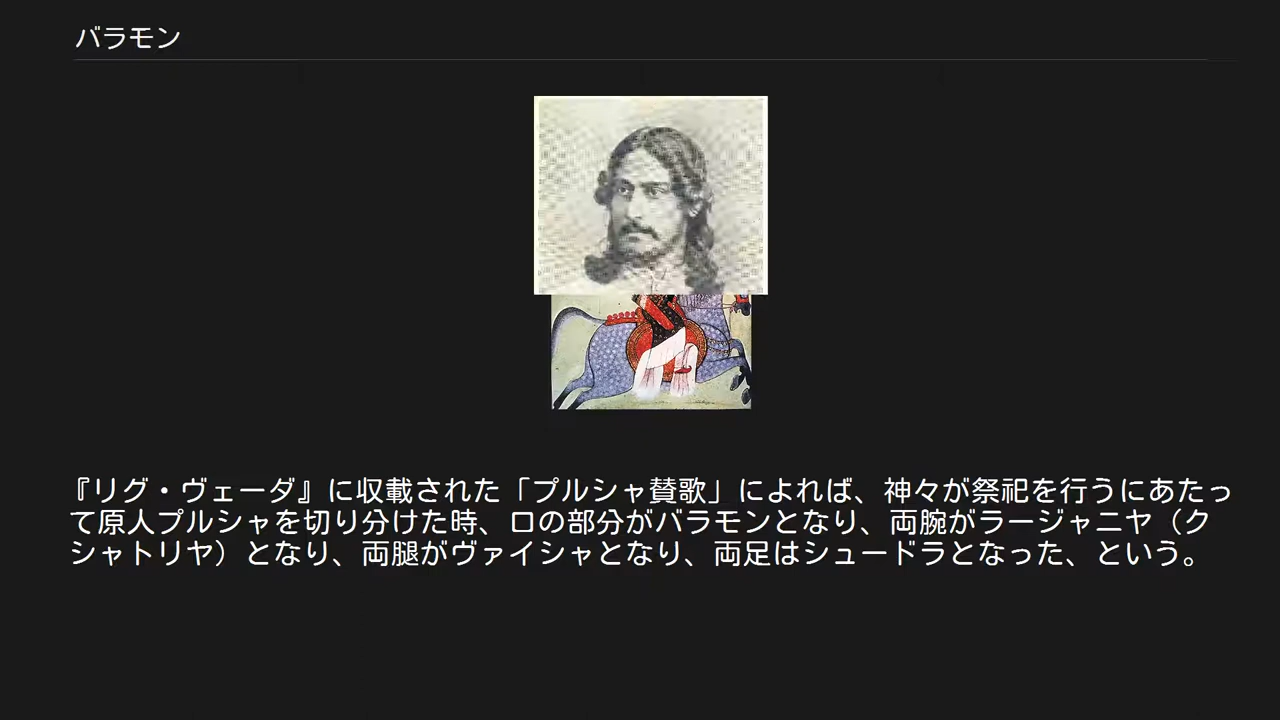 バラモン
『リグ・ヴェーダ』に収載された「プルシャ賛歌」によれば、神々が祭祀を行うにあたっ
て原人プルシャを切り分けた時、口の部分がバラモンとなり、両腕がラージャニヤ（ク
シャトリヤ）となり、両腿がヴァイシャとなり、両足はシュードラとなった、という。